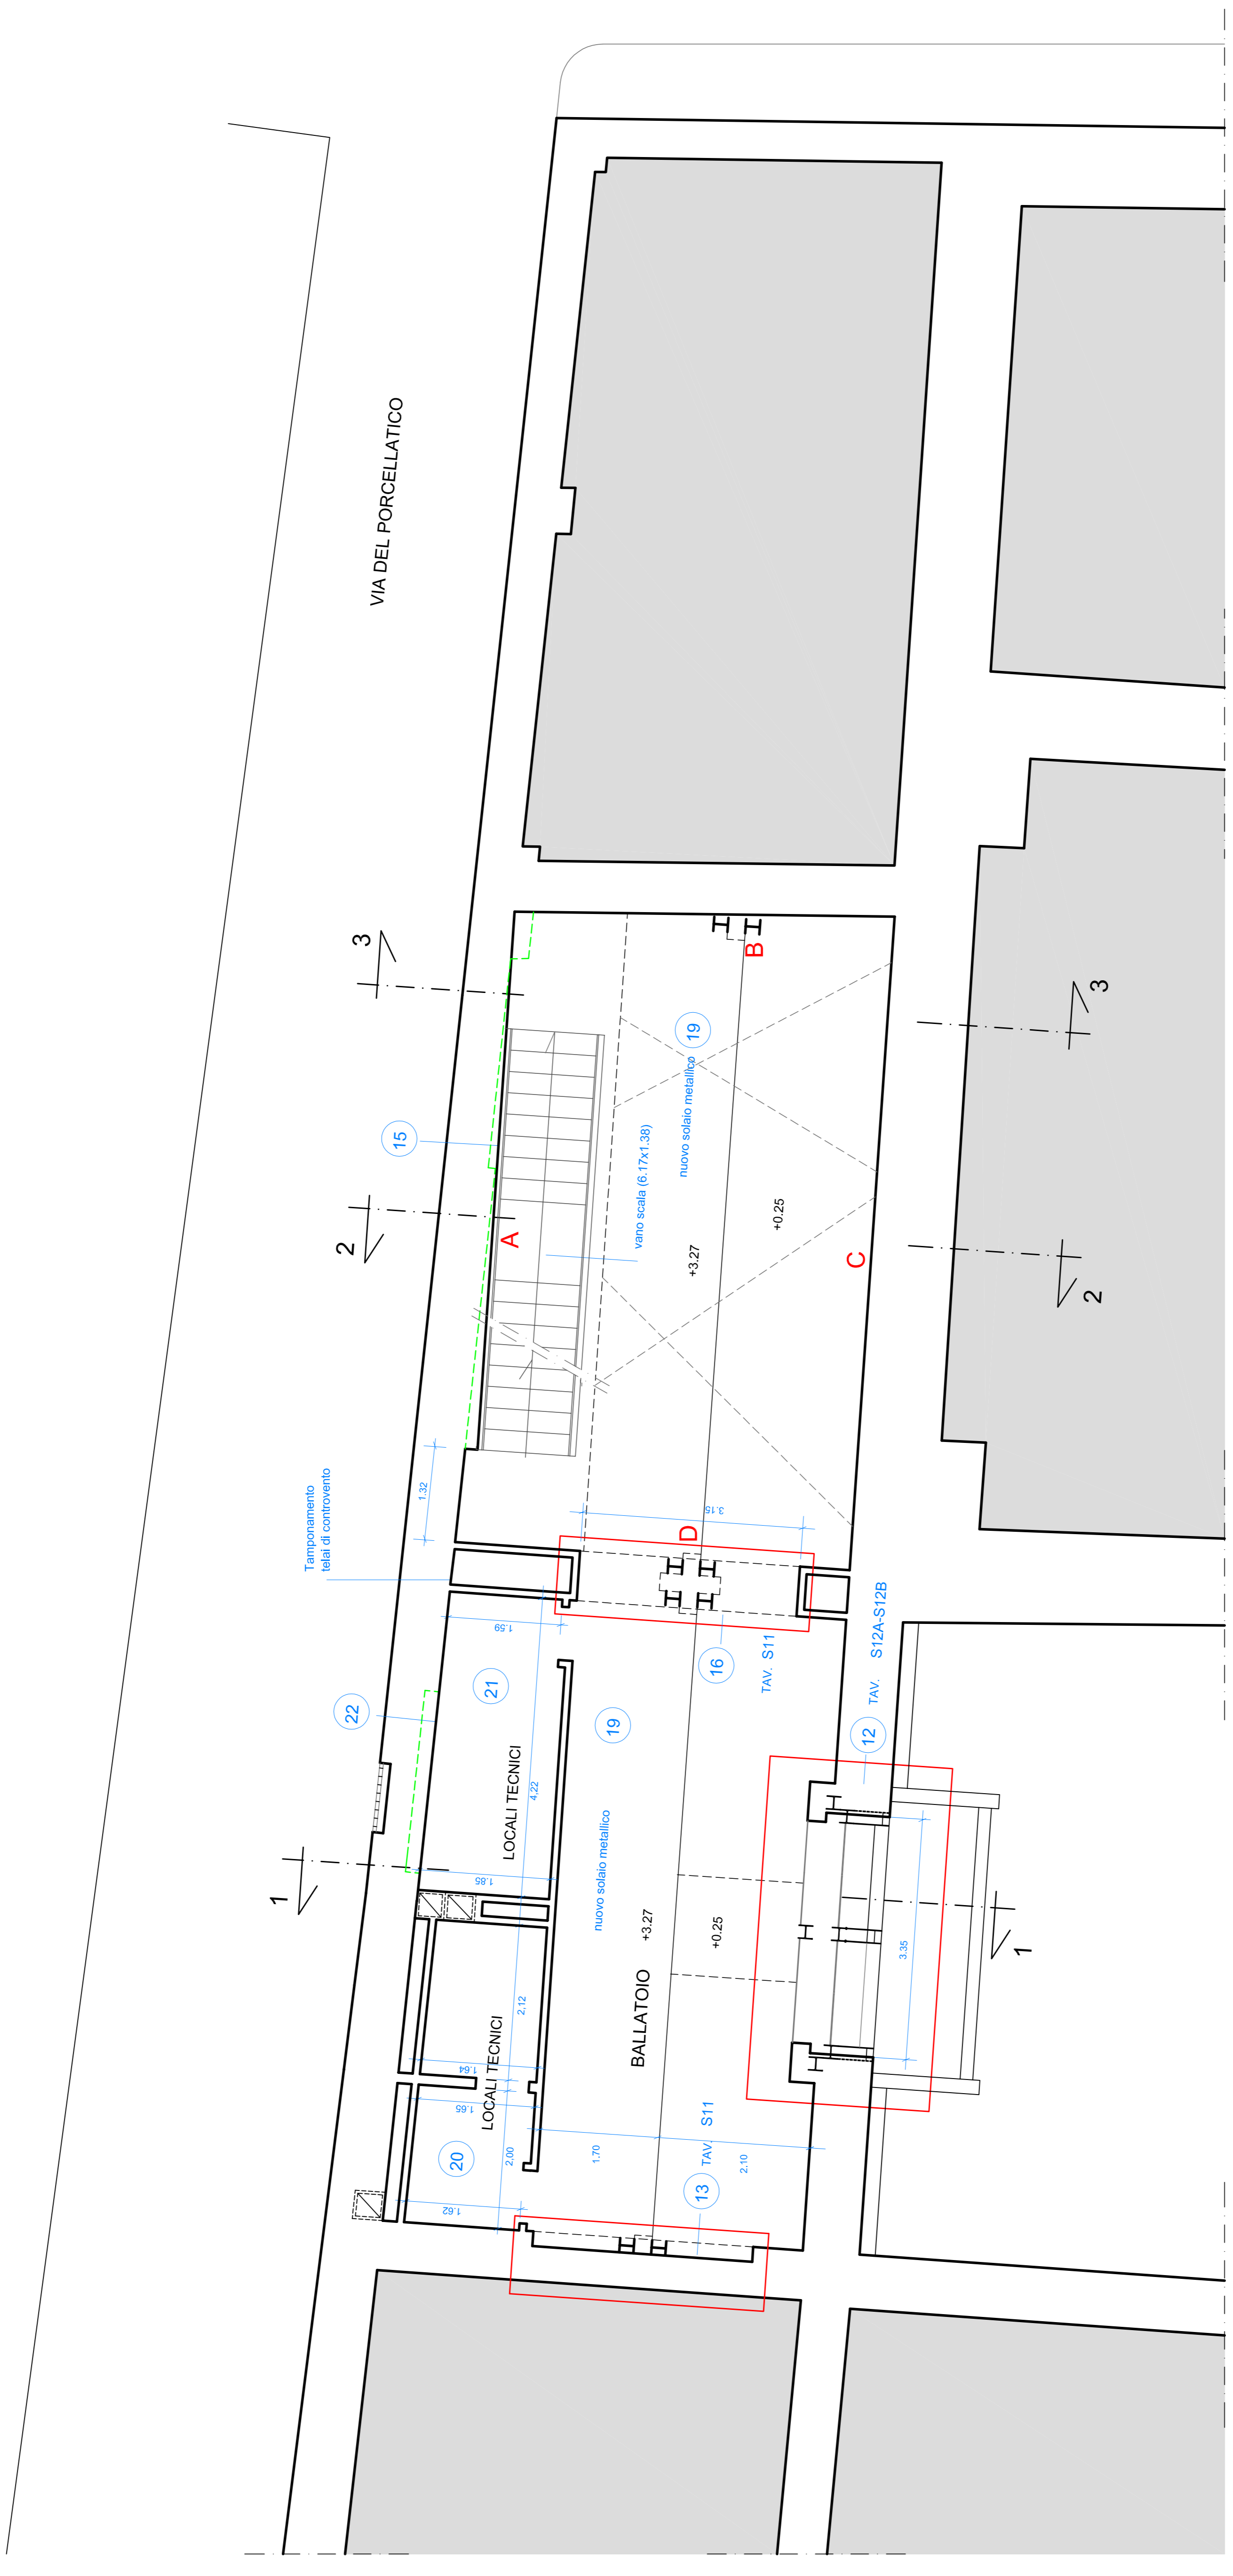 VIA DEL PORCELLATICO
3
3
15
2
2
A
B
C
D
vano scala (6.17x1.38)
nuovo solaio metallico
19
+3.27
+0.25
1.32
3.15
Tamponamento
telai di controvento
1.59
21
22
16
TAV. S11
12
TAV. S12A-S12B
19
nuovo solaio metallico
LOCALI TECNICI
4,22
1.85
1
1
3.35
+3.27
+0.25
BALLATOIO
2,12
1.64
LOCALI TECNICI
1.65
20
2,00
1.62
1.70
2.10
TAV. S11
13